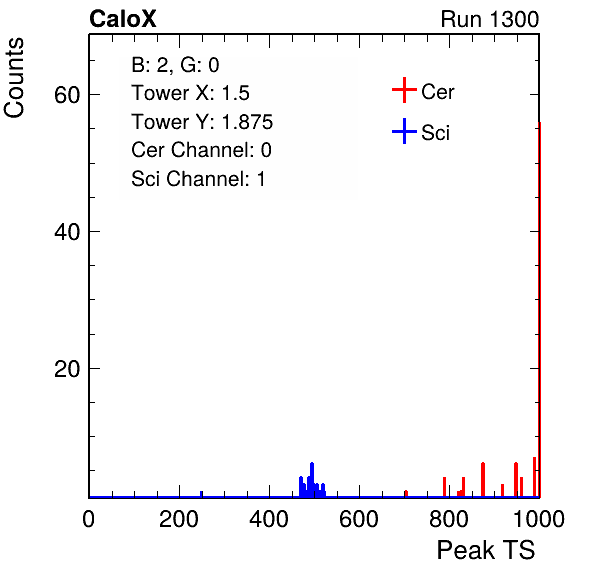 CaloX
Run 1300
Counts
B: 2, G: 0
Tower X: 1.5
Tower Y: 1.875
Cer Channel: 0
Sci Channel: 1
Cer
Sci
60
40
20
0 200 400 600 800 1000
Peak TS